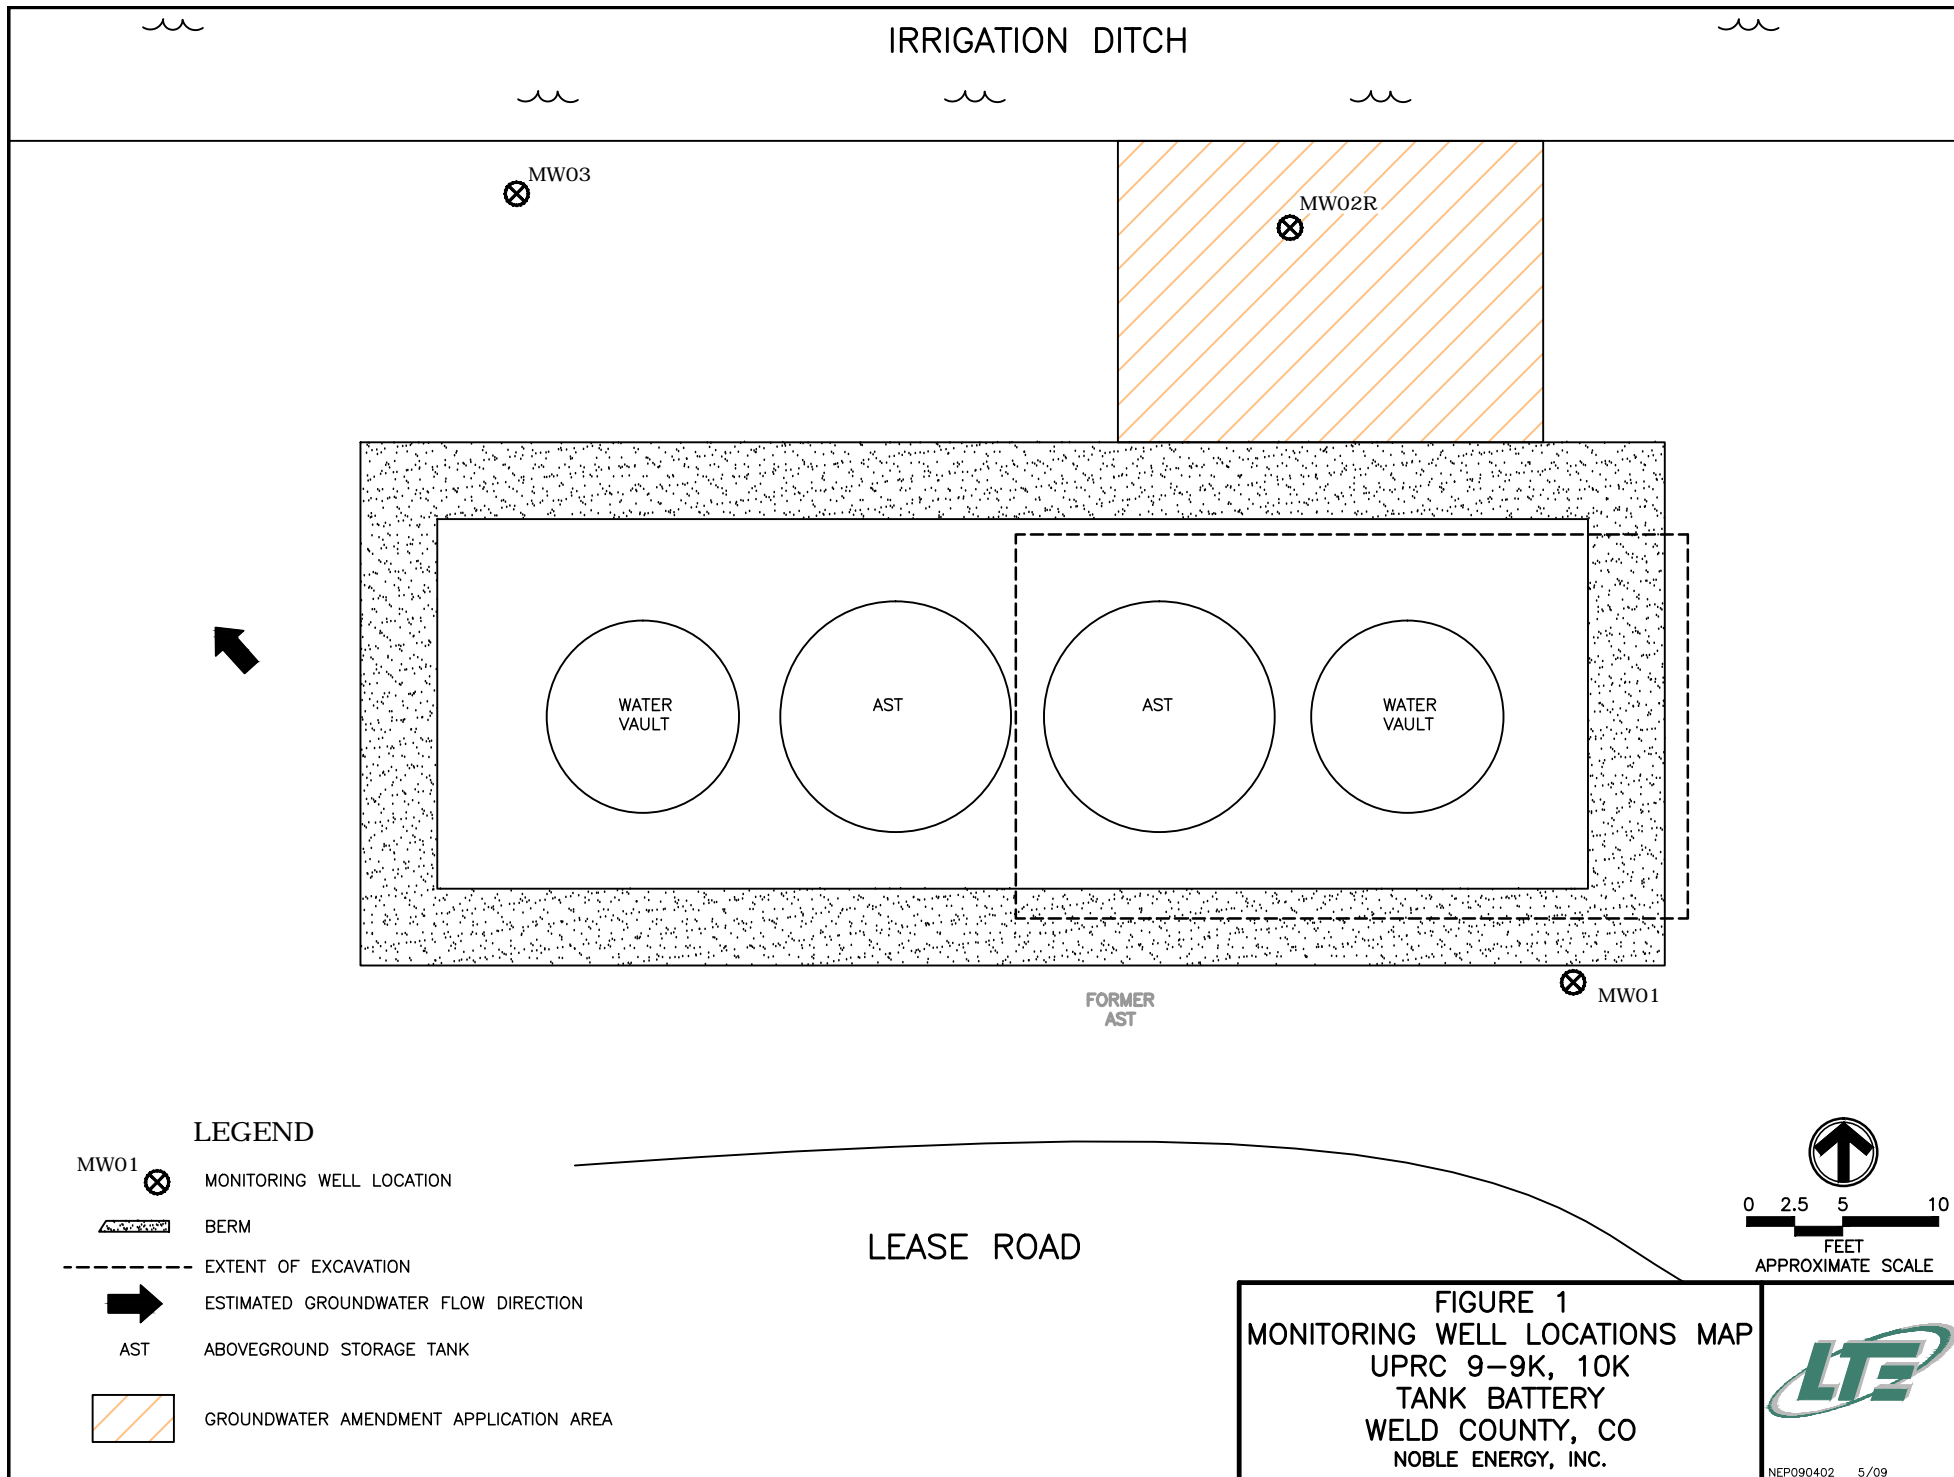 IRRIGATION DITCH
MW03
MW02R
WATER
VAULT
AST
AST
WATER
VAULT
MW01
FORMER
AST
LEGEND
MW01
MONITORING WELL LOCATION
BERM
EXTENT OF EXCAVATION
ESTIMATED GROUNDWATER FLOW DIRECTION
AST ABOVEGROUND STORAGE TANK
GROUNDWATER AMENDMENT APPLICATION AREA
LEASE ROAD
0 2.5 5 10
FEET
APPROXIMATE SCALE
FIGURE 1
MONITORING WELL LOCATIONS MAP
UPRC 9-9K, 10K
TANK BATTERY
WELD COUNTY, CO
NOBLE ENERGY, INC.
LTE
NEP090402 5/09